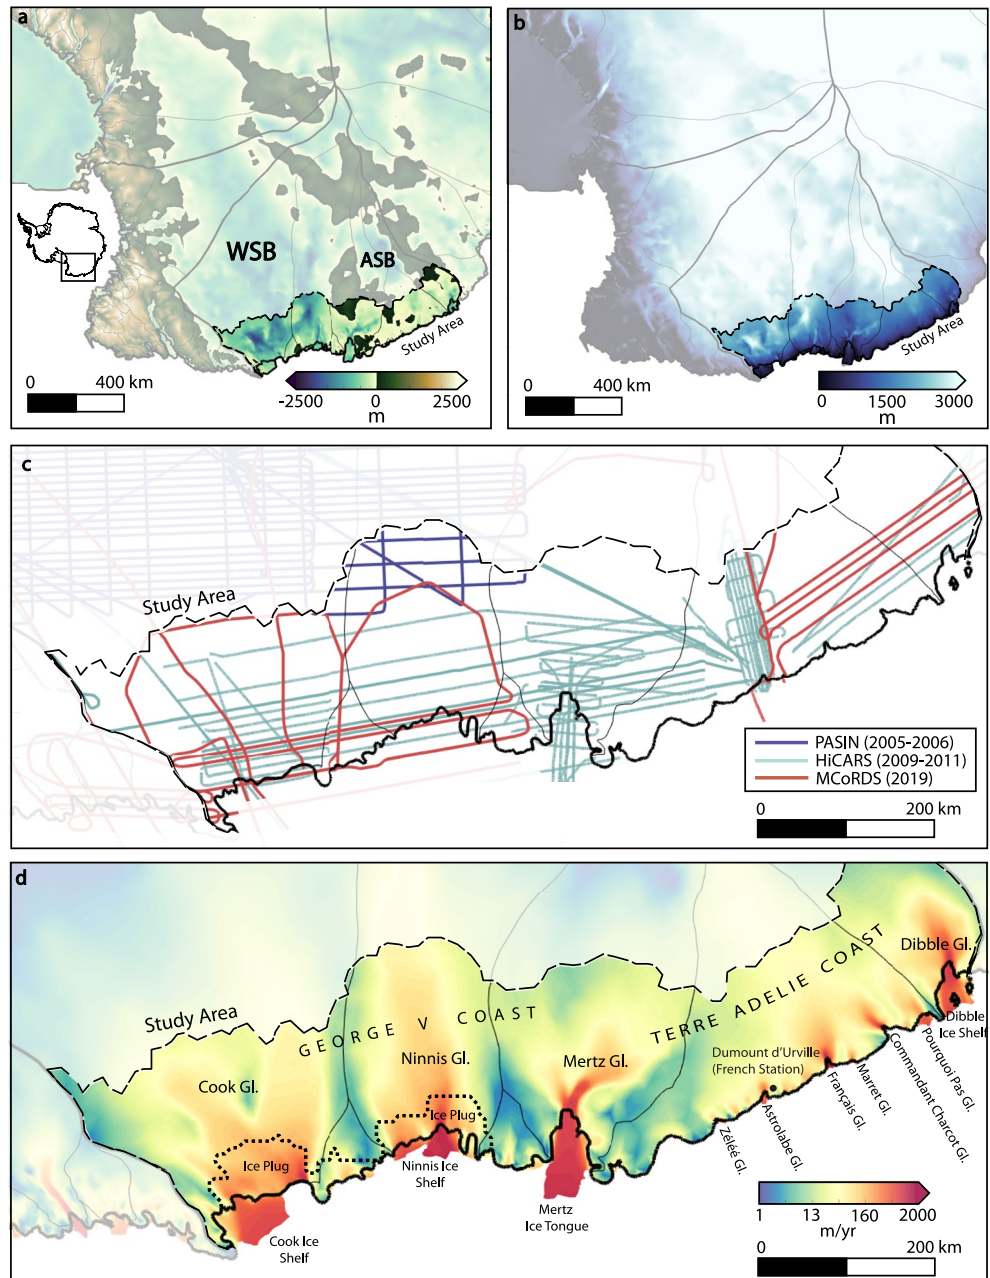 a
WSB
ASB
Study Area
0 400 km
-2500 0 2500
m
b
Study Area
0 400 km
0 1500 3000
m
c
Study Area
PASIN (2005-2006)
HiCARS (2009-2011)
MCoRDS (2019)
0 200 km
d
Study Area
GEORGE V COAST
TERRE ADELIE COAST
Dibble Gl.
Dibble
Ice Shelf
Cook Gl.
Ninnis Gl.
Mertz Gl.
Dumount d'Urville
(French Station)
Ice Plug
Ice Plug
Ninnis Ice
Shelf
Cook Ice
Shelf
Mertz
Ice Tongue
Zéléé Gl.
Astrolabe Gl.
Français Gl.
Marret Gl.
Commandant Charcot Gl.
Pourquoi Pas Gl.
1 13 160 2000
m/yr
0 200 km